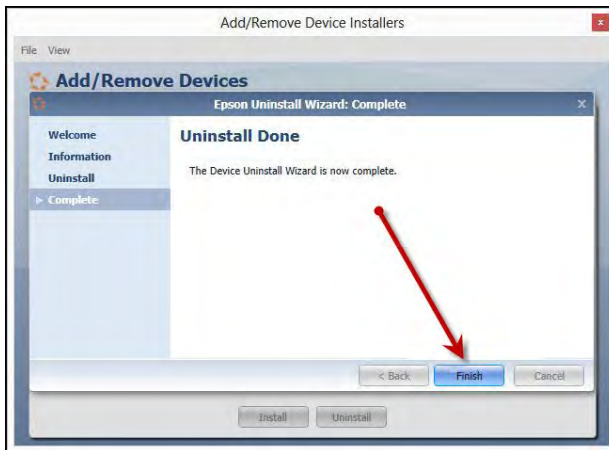 Add/Remove Device Installers
x
File View
Add/Remove Devices
Epson Uninstall Wizard: Complete
x
Welcome
Information
Uninstall
Complete
Uninstall Done
The Device Uninstall Wizard is now complete.
< Back Finish Cancel
Install Uninstall